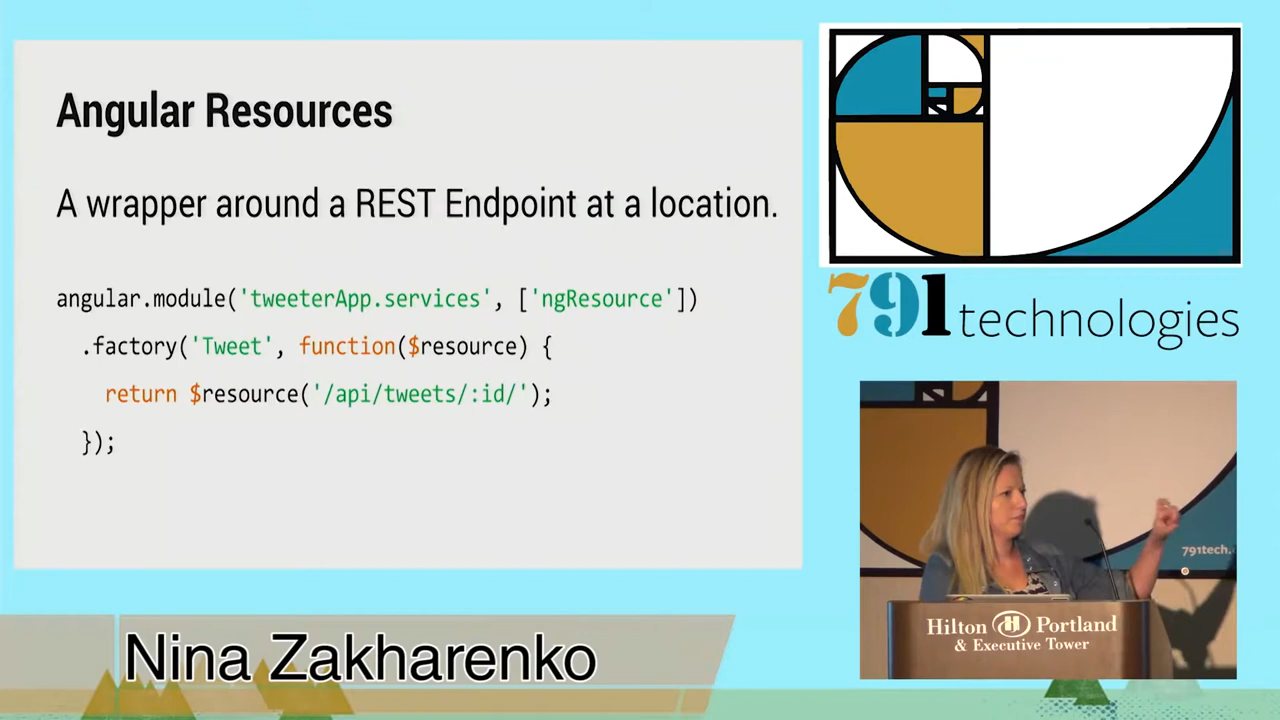 Angular Resources
A wrapper around a REST Endpoint at a location.
angular.module('tweeterApp.services', ['ngResource'])
.factory('Tweet', function($resource) {
return $resource('/api/tweets/:id/');
});
791 technologies
791tech.
Hilton H Portland
& Executive Tower
Nina Zakharenko